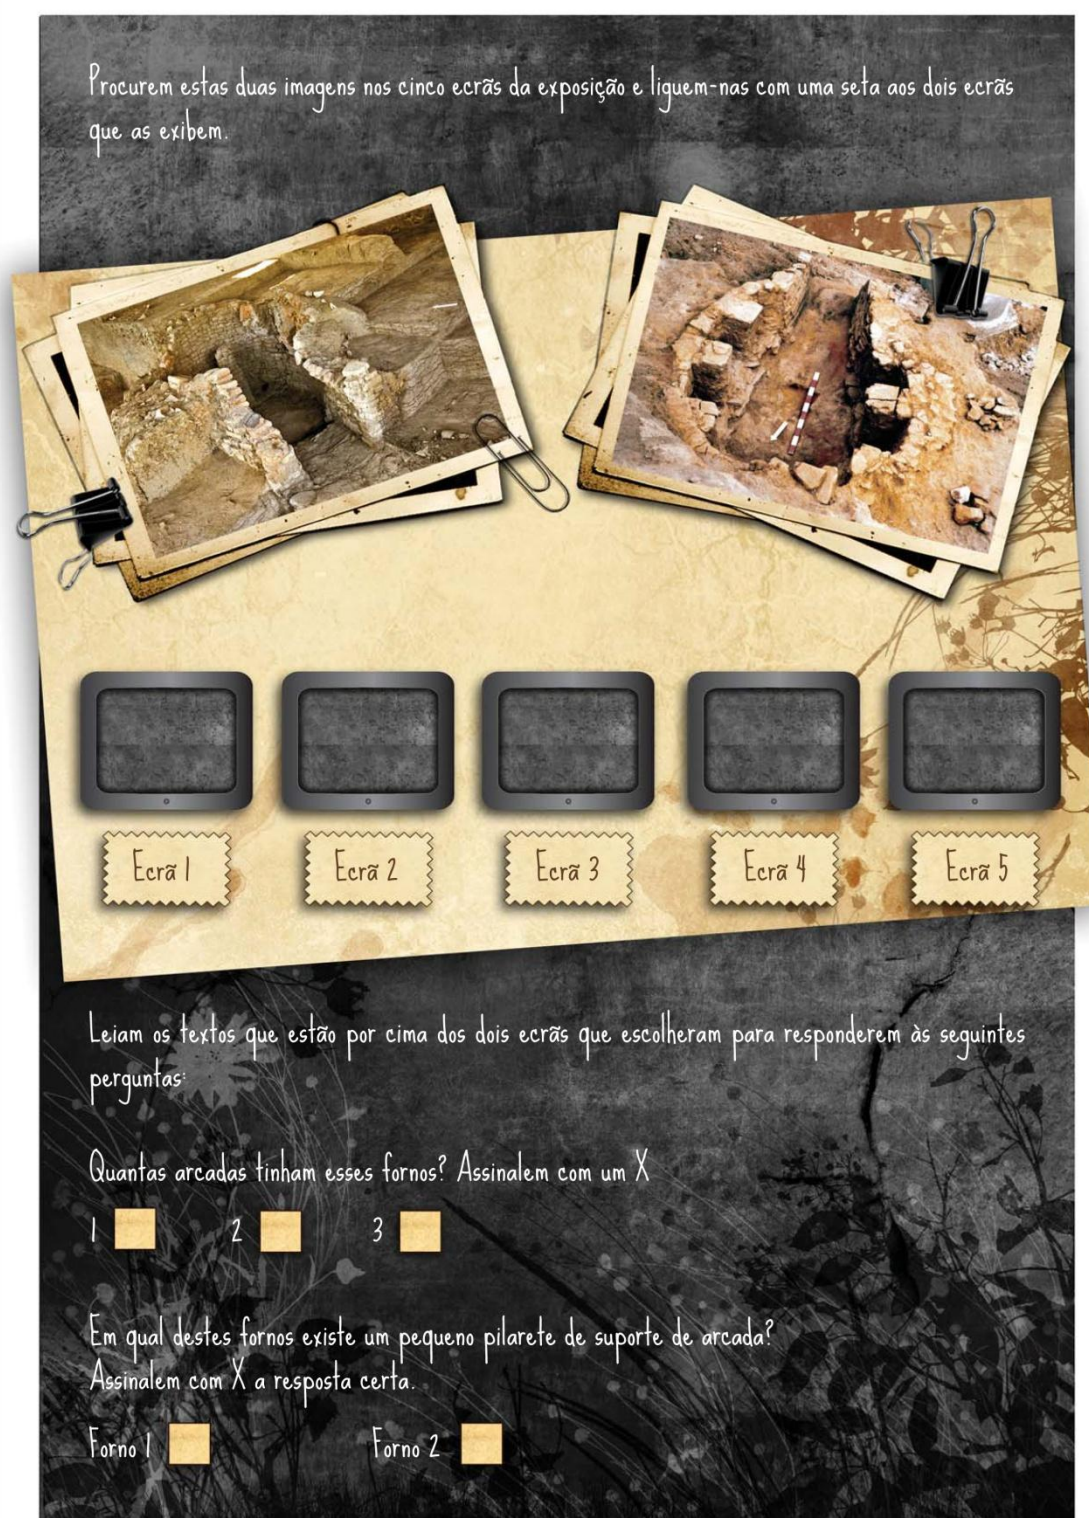 Procurem estas duas imagens nos cinco ecrãs da exposição e liguem-nas com uma seta aos dois ecrãs
que as exibem.
Ecrã 1
Ecrã 2
Ecrã 3
Ecrã 4
Ecrã 5
Leiam os textos que estão por cima dos dois ecrãs que escolheram para responderem às seguintes
perguntas:
Quantas arcadas tinham esses fornos? Assinalem com um X
1
2
3
Em qual destes fornos existe um pequeno pilarete de suporte de arcada?
Assinalem com X a resposta certa.
Forno 1
Forno 2